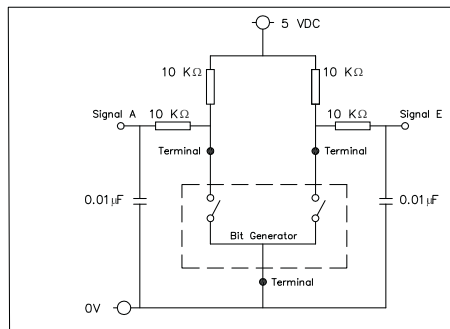 5 VDC
10 KΩ 10 KΩ
Signal A 10 KΩ 10 KΩ Signal E
Terminal Terminal
0.01µF 0.01µF
Bit Generator
Terminal
0V